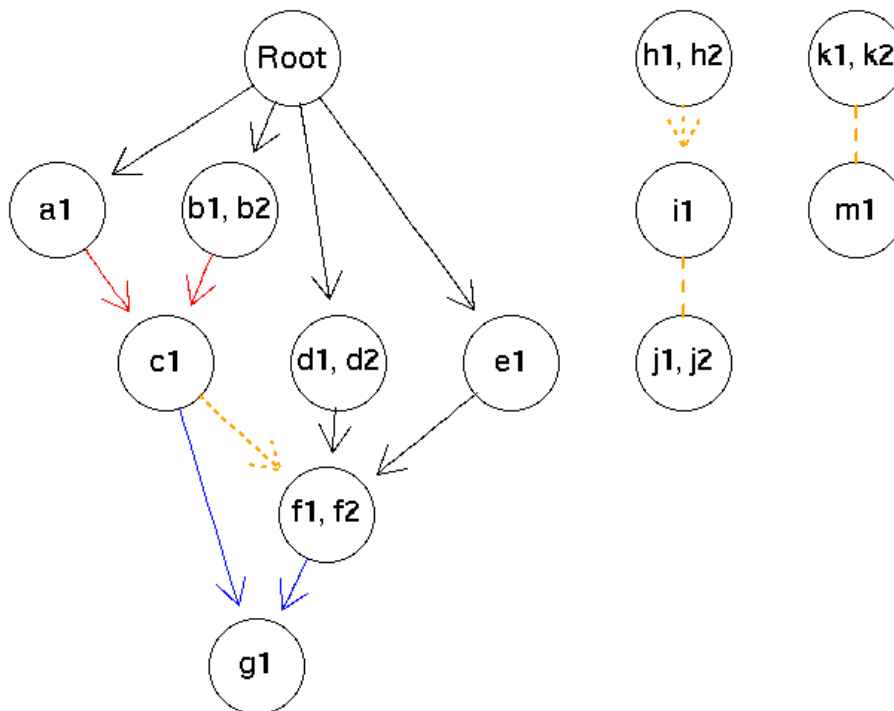 Root
h1, h2
k1, k2
a1
b1, b2
i1
m1
c1
d1, d2
e1
j1, j2
f1, f2
g1